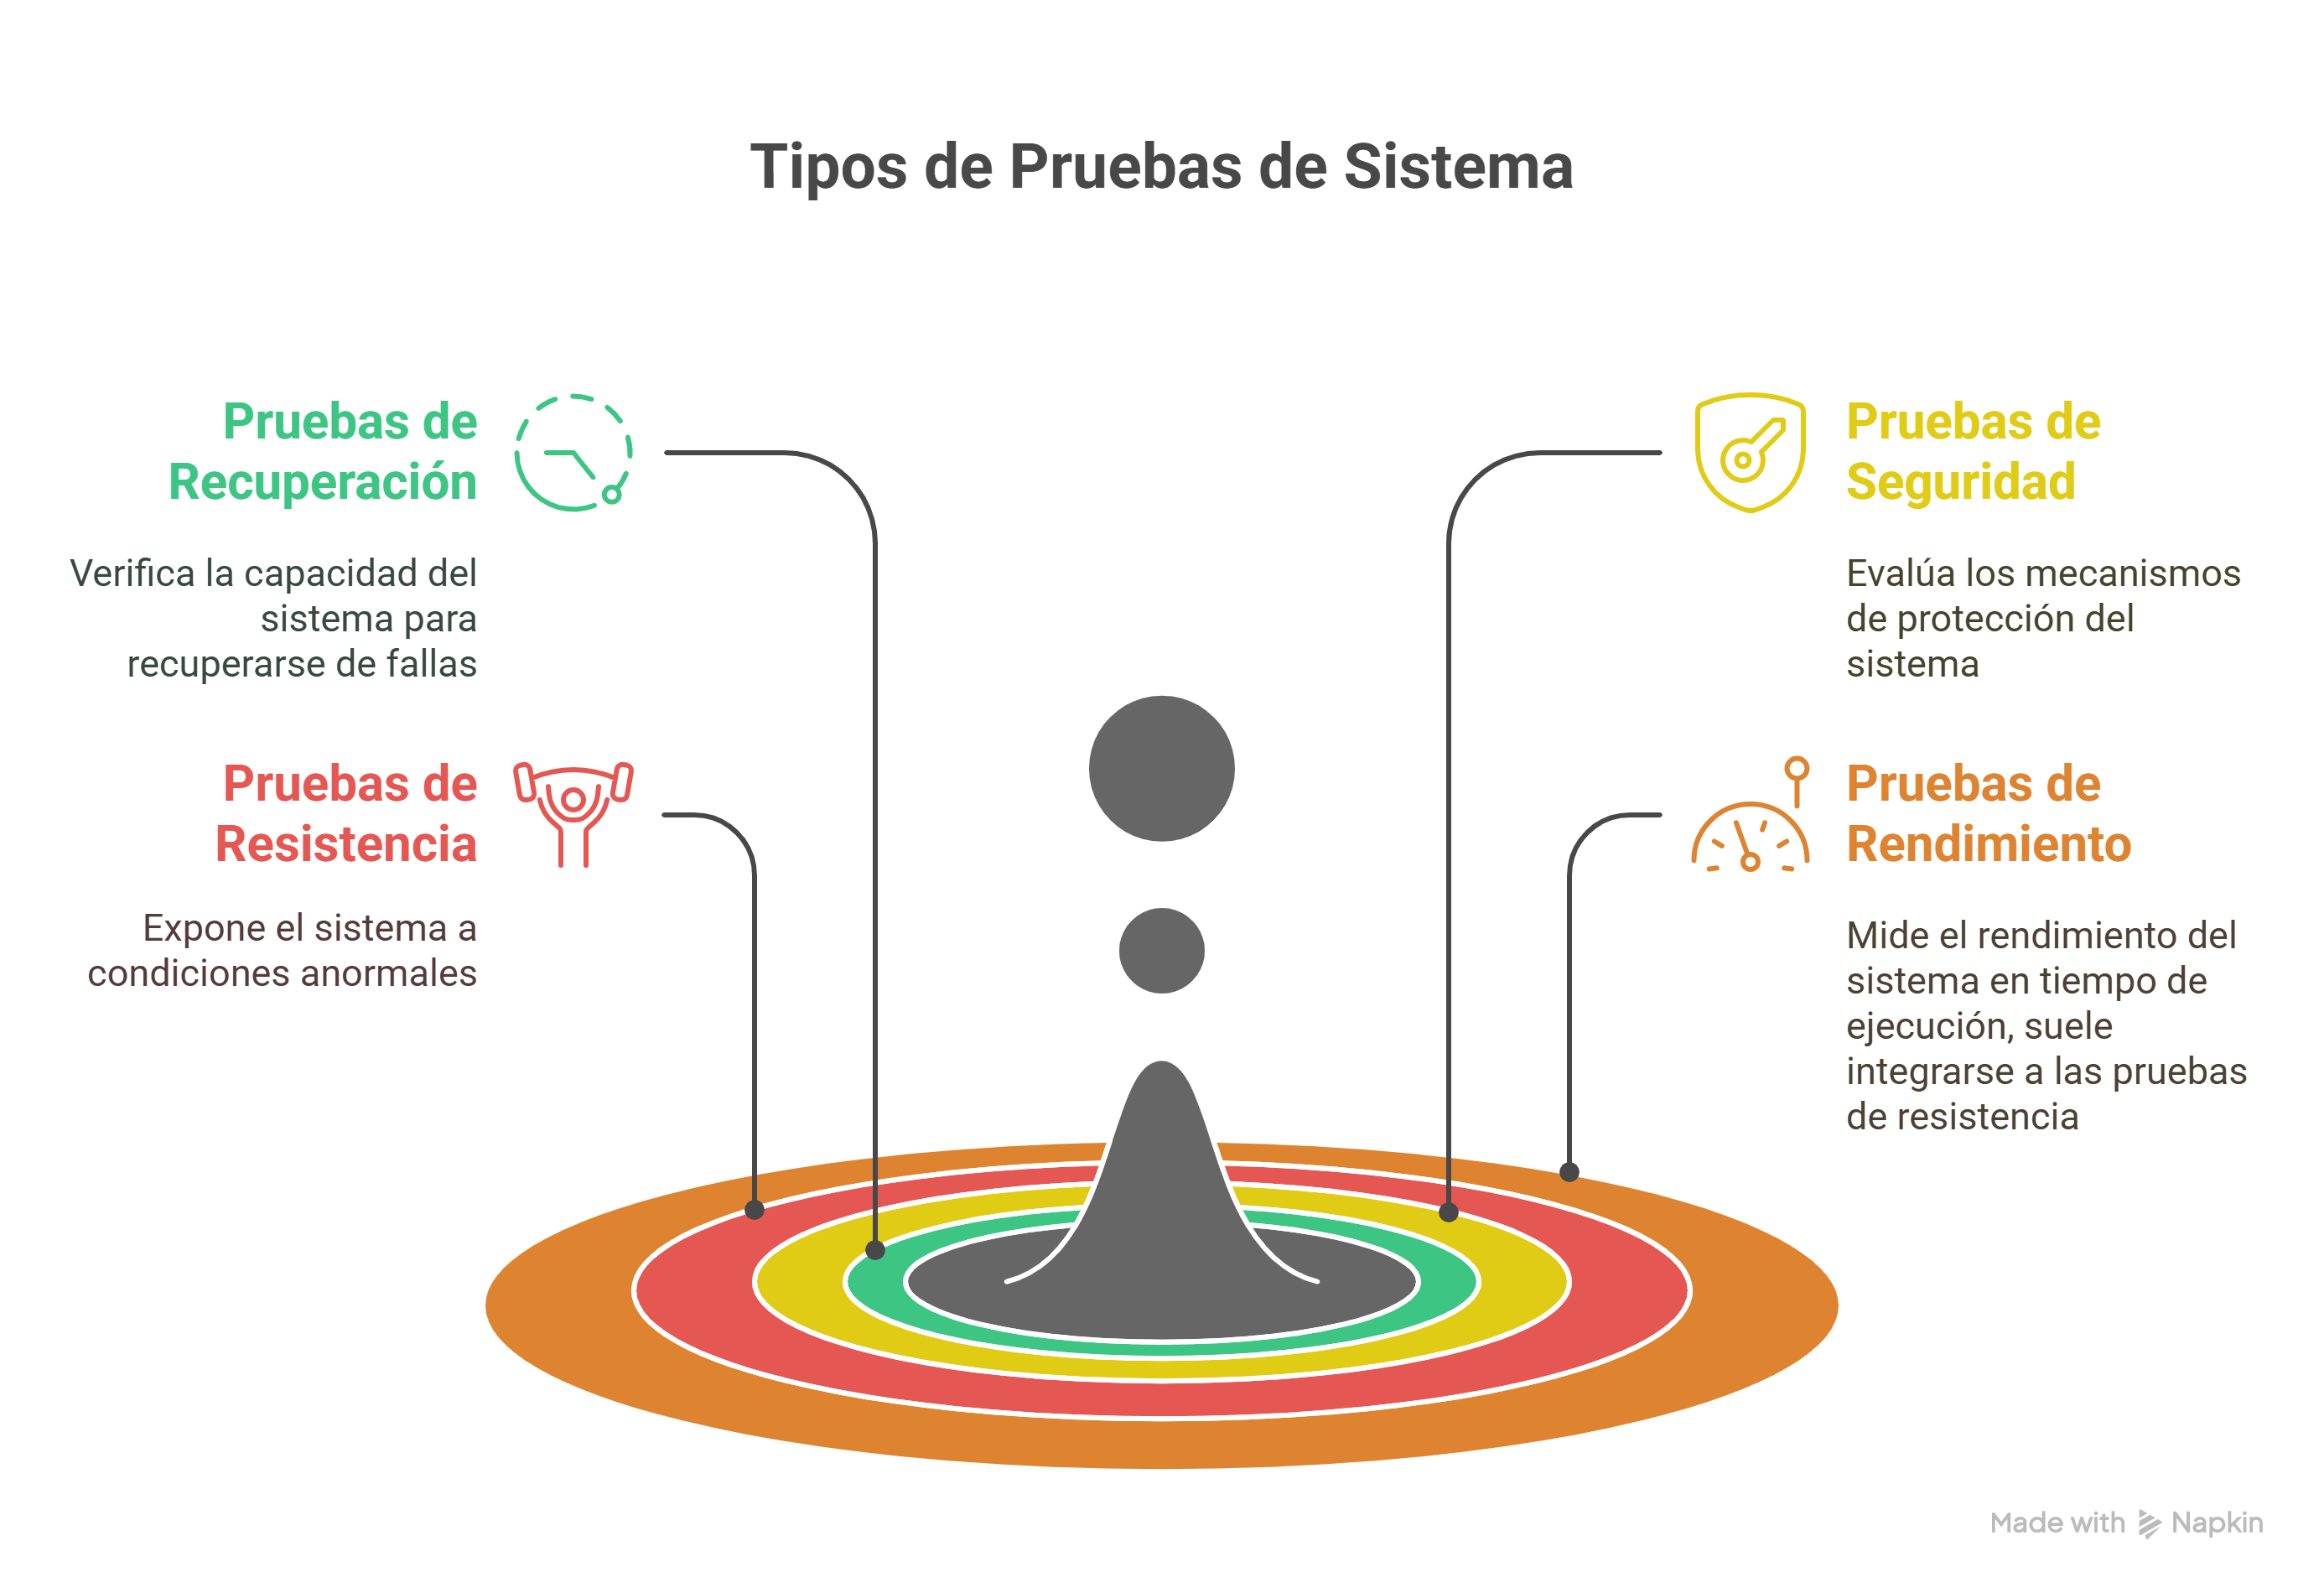 Tipos de Pruebas de Sistema
Pruebas de
Recuperación
Verifica la capacidad del
sistema para
recuperarse de fallas
Pruebas de
Seguridad
Evalúa los mecanismos
de protección del
sistema
Pruebas de
Resistencia
Expone el sistema a
condiciones anormales
Pruebas de
Rendimiento
Mide el rendimiento del
sistema en tiempo de
ejecución, suele
integrarse a las pruebas
de resistencia
Made with Napkin